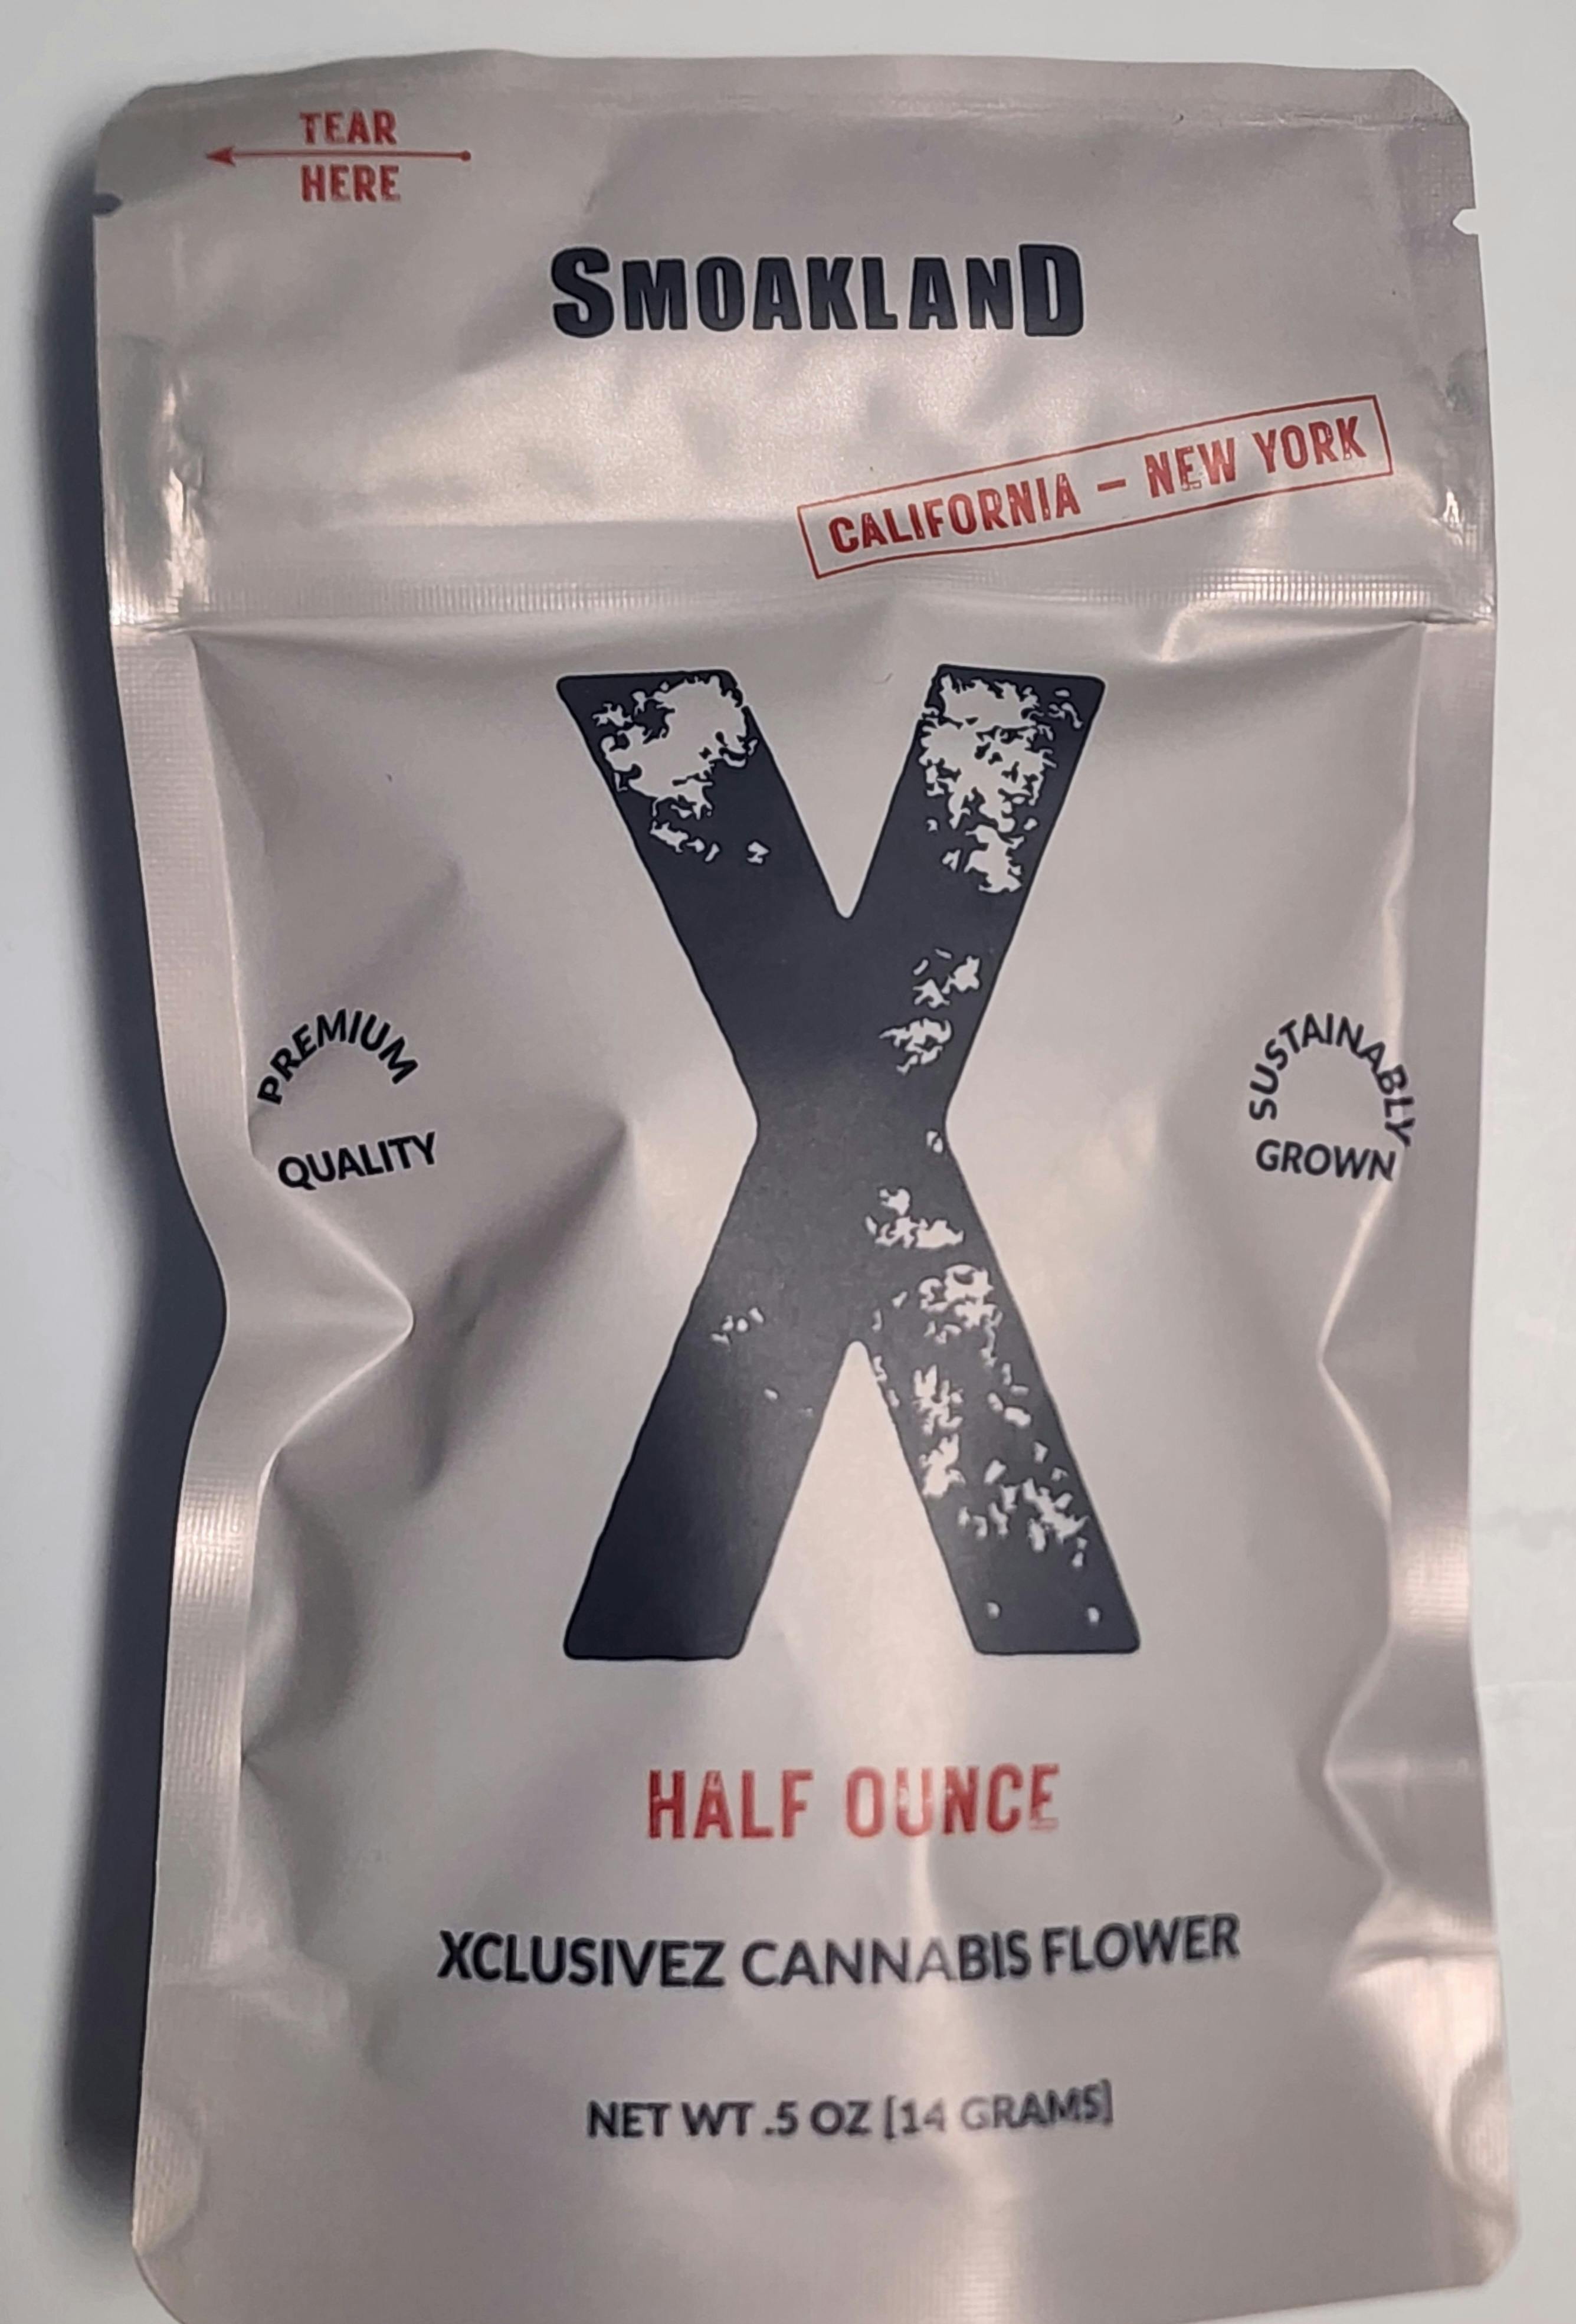 TEAR
HERE
SMOAKLAND
CALIFORNIA – NEW YORK
X
PREMIUM
QUALITY
SUSTAINABLY
GROWN
HALF OUNCE
XCLUSIVEZ CANNABIS FLOWER
NET WT .5 OZ [14 GRAMS]